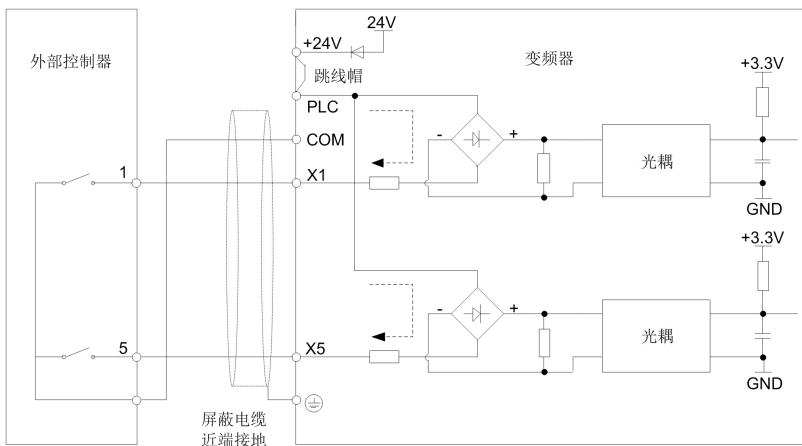 24V
+24V
外部控制器
变频器
跳线帽
+3.3V
PLC
COM
-
+
光耦
1
X1
GND
+3.3V
-
+
光耦
5
X5
GND
屏蔽电缆
近端接地